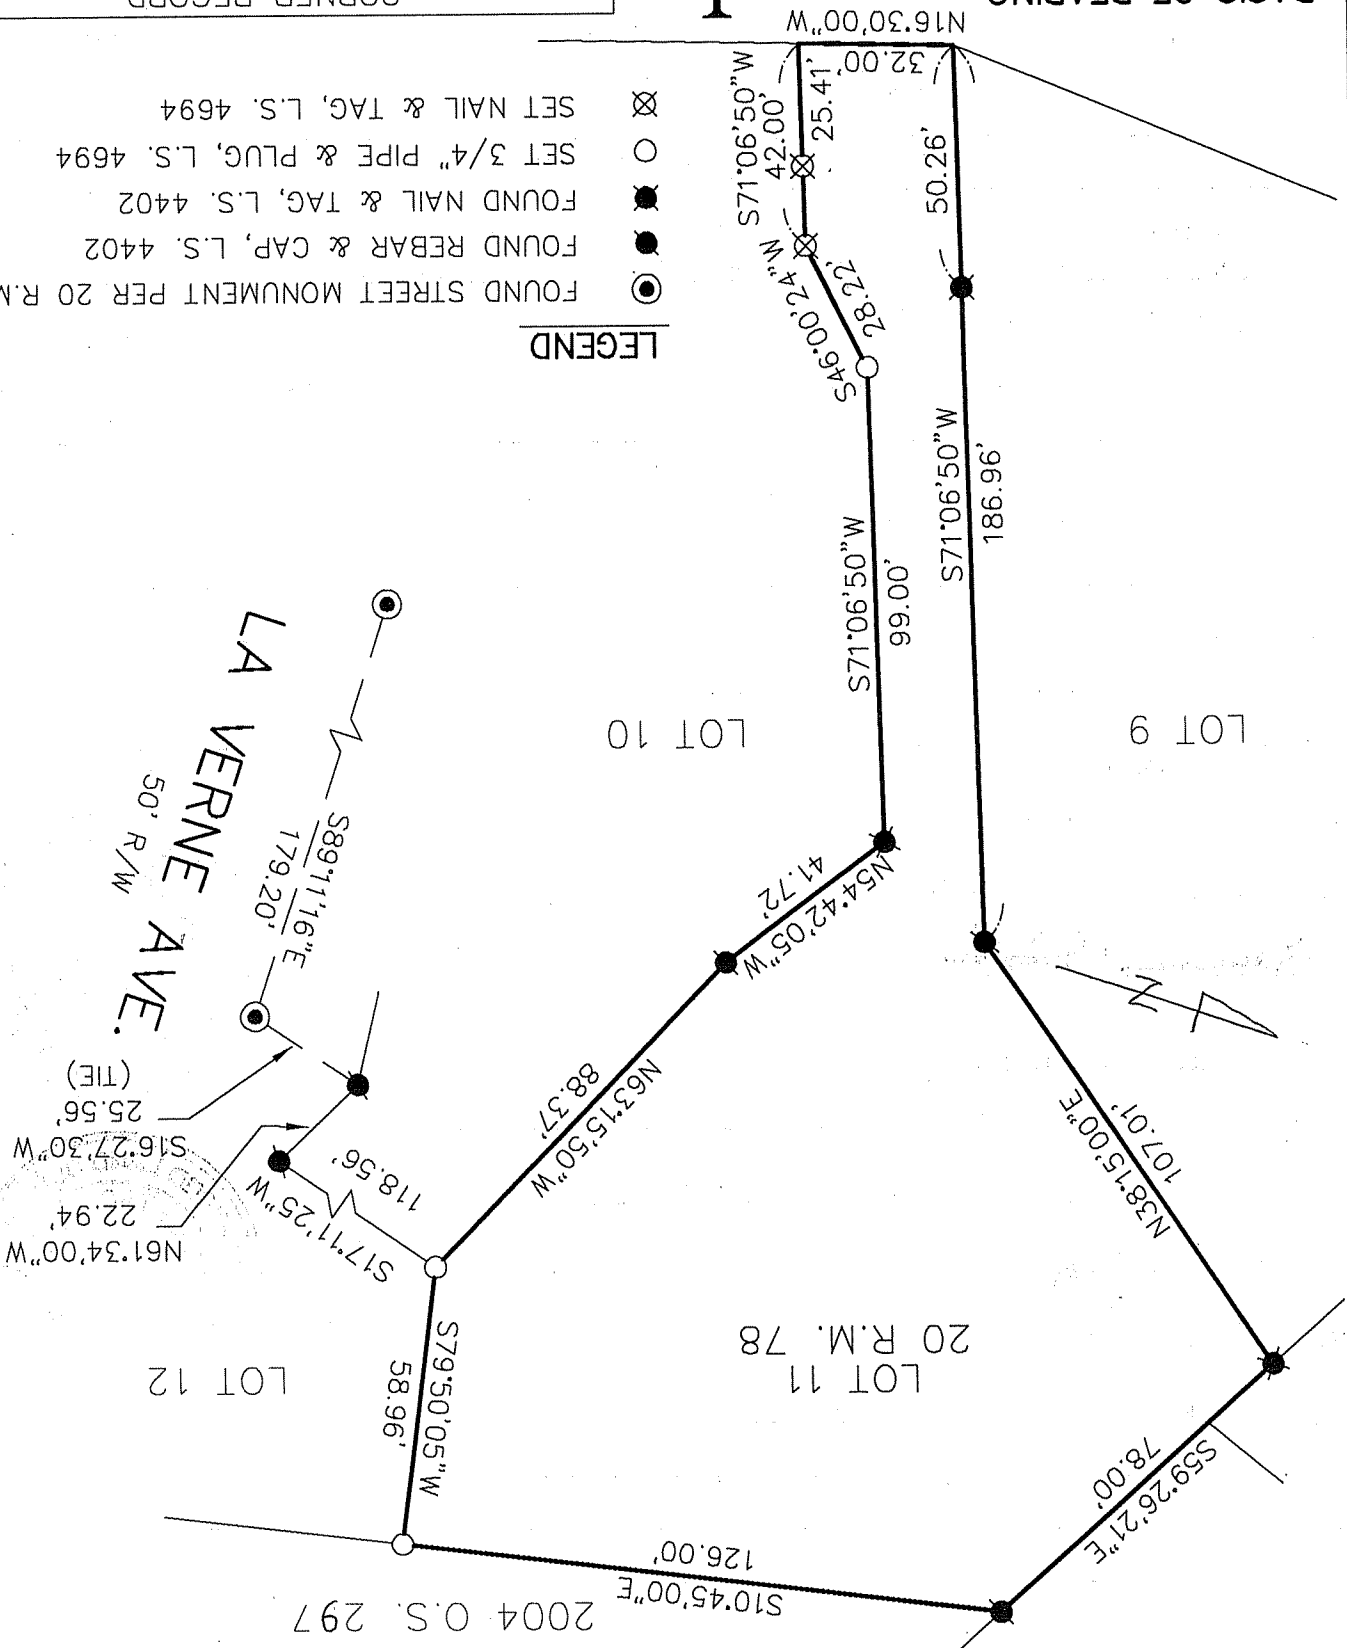 2004 O.S. 297
S10°45'00"E
126.00'
S59°26'21"E
78.00'
LOT 11
20 R.M. 78
LOT 12
S79°50'05"W
58.96'
N61°34'00"W
22.94'
S17°11'25"W
118.56'
S16°27'30"W
25.56'
(TIE)
N38°15'00"E
107.01'
N63°15'50"W
88.37'
N
LA VERNE AVE.
50' R/W
S89°11'16"E
179.20'
N54°42'05"W
41.72'
LOT 9
LOT 10
S71°06'50"W
99.00'
S71°06'50"W
186.96'
S46°00'24"W
28.22'
LEGEND
FOUND STREET MONUMENT PER 20 R.M.
FOUND REBAR & CAP, L.S. 4402
FOUND NAIL & TAG, L.S. 4402
SET 3/4" PIPE & PLUG, L.S. 4694
SET NAIL & TAG, L.S. 4694
50.26'
S71°06'50"W
42.00'
25.41'
32.00'
N16°30'00"W
BASIS OF BEARING
1
CORNER RECORD